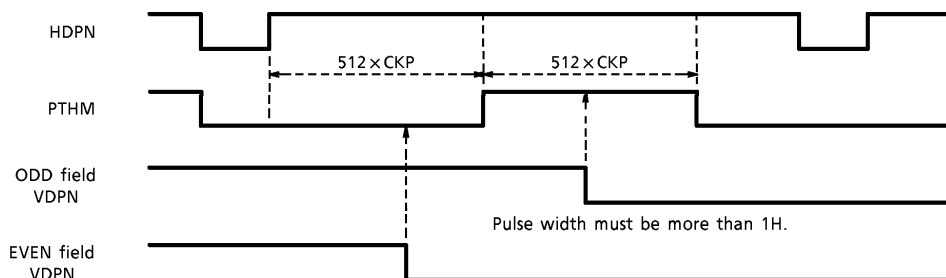 HDPN
512×CKP 512×CKP
PTHM
ODD field
VDPN
Pulse width must be more than 1H.
EVEN field
VDPN